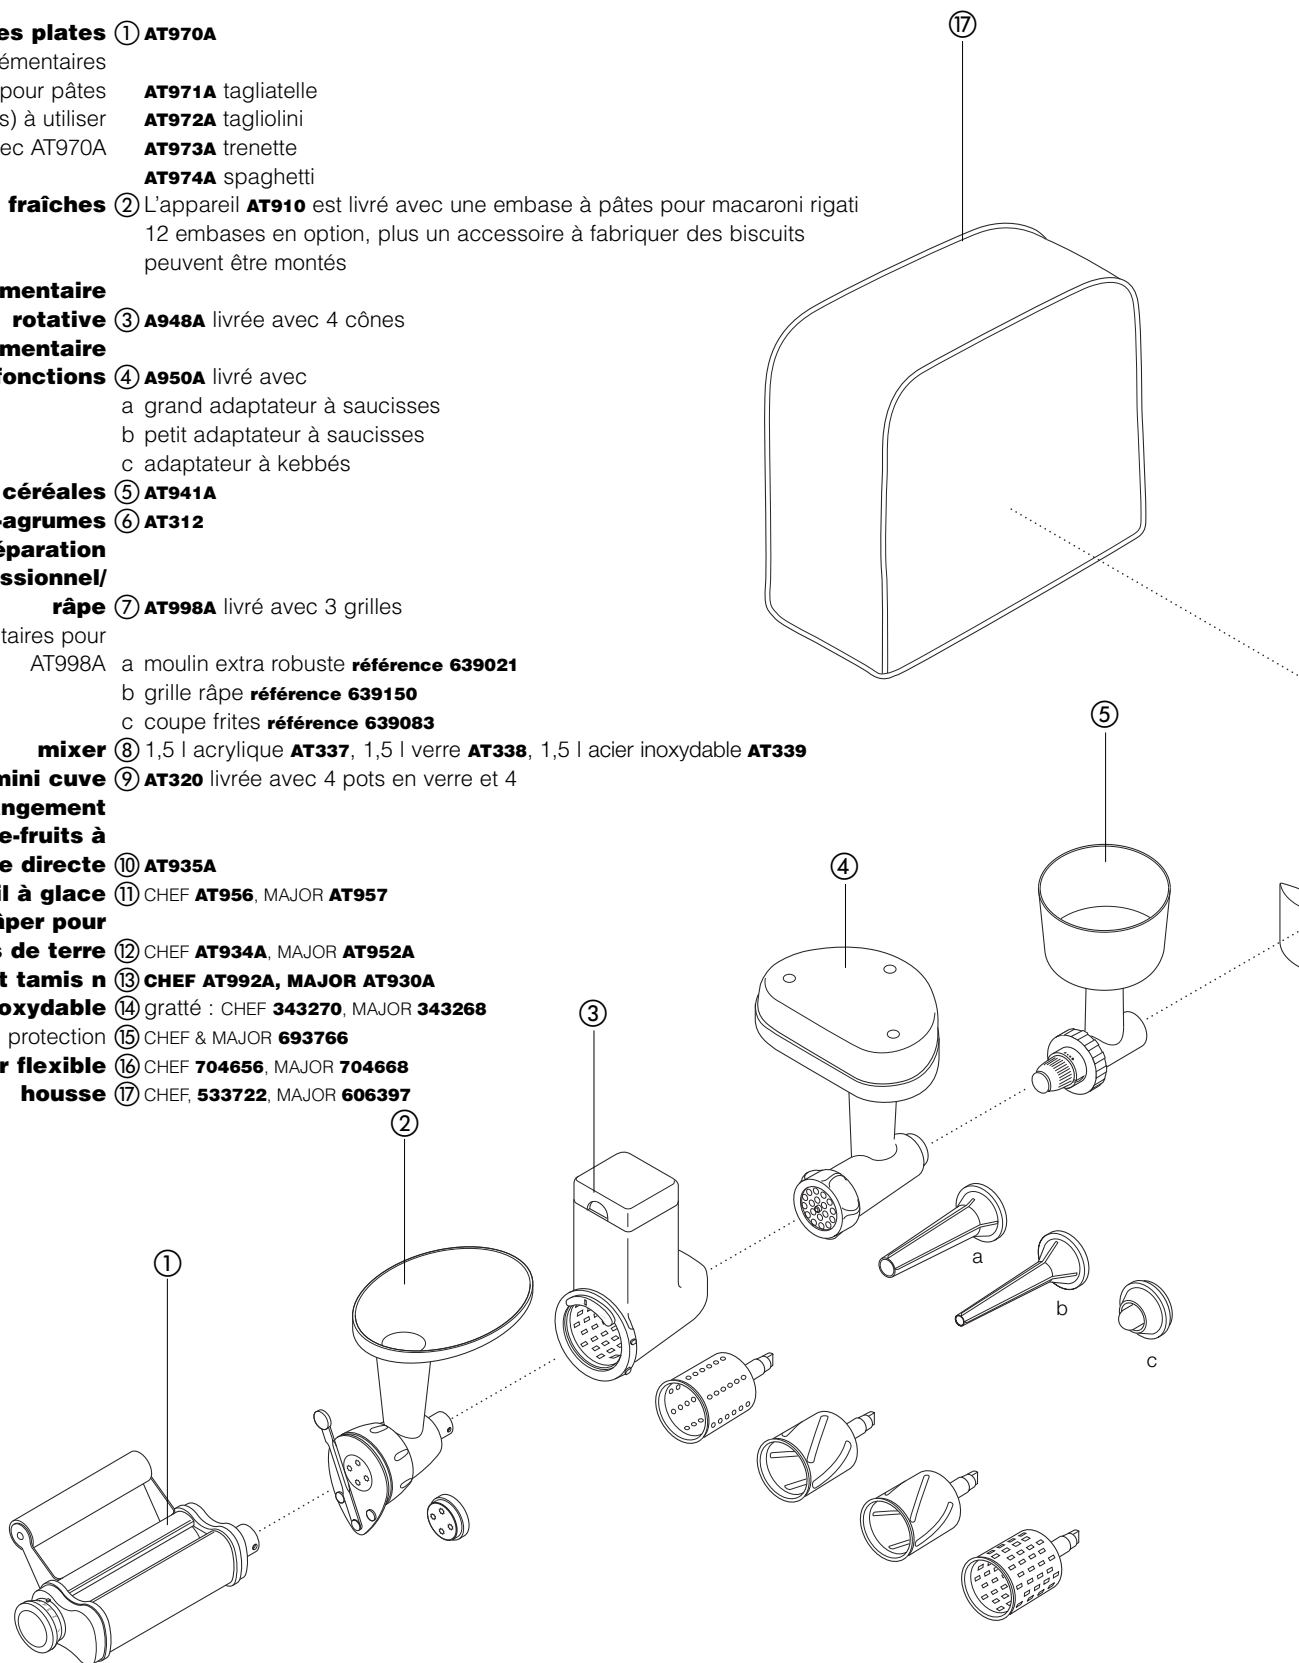 es plates ① AT970A
émentaires
pour pâtes AT971A tagliatelle
s) à utiliser AT972A tagliolini
ec AT970A AT973A trenette
AT974A spaghetti
fraîches ② L'appareil AT910 est livré avec une embase à pâtes pour macaroni rigati
12 embases en option, plus un accessoire à fabriquer des biscuits
peuvent être montés
mentaire
rotative ③ A948A livrée avec 4 cônes
mentaire
fonctions ④ A950A livré avec
a grand adaptateur à saucisses
b petit adaptateur à saucisses
c adaptateur à kebbés
céréales ⑤ AT941A
-agrumes ⑥ AT312
éparation
ssionnel/
râpe ⑦ AT998A livré avec 3 grilles
taires pour
AT998A a moulin extra robuste référence 639021
b grille râpe référence 639150
c coupe frites référence 639083
mixer ⑧ 1,5 l acrylique AT337, 1,5 l verre AT338, 1,5 l acier inoxydable AT339
mini cuve ⑨ AT320 livrée avec 4 pots en verre et 4
angement
e-fruits à
e directe ⑩ AT935A
il à glace ⑪ CHEF AT956, MAJOR AT957
âper pour
s de terre ⑫ CHEF AT934A, MAJOR AT952A
t tamis n ⑬ CHEF AT992A, MAJOR AT930A
oxydable ⑭ gratté : CHEF 343270, MAJOR 343268
protection ⑮ CHEF & MAJOR 693766
r flexible ⑯ CHEF 704656, MAJOR 704668
housse ⑰ CHEF, 533722, MAJOR 606397
⑰
⑤
④
③
②
①
a
b
c